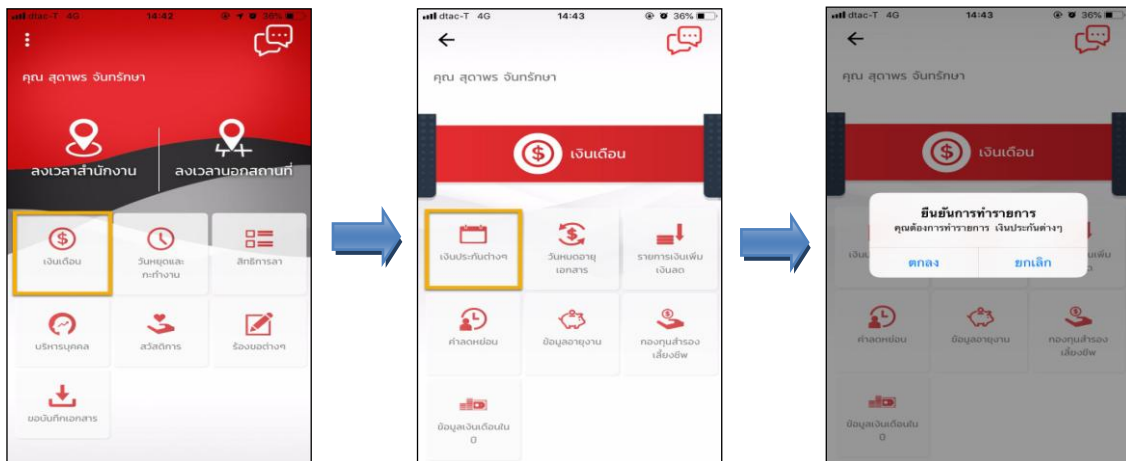 dtac-T 4G 14:42 36%
คุณ สุดาพร จันทรักษา
ลงเวลาสำนักงาน ลงเวลานอกสถานที่
เงินเดือน
วันหยุดและ
กะทำงาน
สิทธิการลา
บริหารบุคคล
สวัสดิการ
ร้องขอต่างๆ
ขอบันทึกเอกสาร
dtac-T 4G 14:43 36%
คุณ สุดาพร จันทรักษา
เงินเดือน
เงินประกันต่างๆ
วันหมดอายุ
เอกสาร
รายการเงินเพิ่ม
เงินลด
ค่าลดหย่อน
ข้อมูลอายุงาน
กองทุนสำรอง
เลี้ยงชีพ
ข้อมูลเงินเดือนใน
ปี
dtac-T 4G 14:43 36%
คุณ สุดาพร จันทรักษา
เงินเดือน
ยืนยันการทำรายการ
คุณต้องการทำรายการ เงินประกันต่างๆ
ตกลง ยกเลิก
ค่าลดหย่อน
ข้อมูลอายุงาน
กองทุนสำรอง
เลี้ยงชีพ
ข้อมูลเงินเดือนใน
ปี